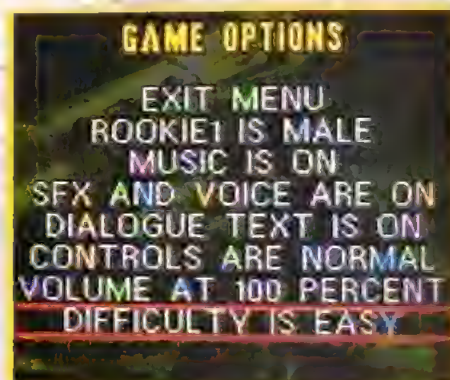 GAME OPTIONS
EXIT MENU
ROOKIE1 IS MALE
MUSIC IS ON
SFX AND VOICE ARE ON
DIALOGUE TEXT IS ON
CONTROLS ARE NORMAL
VOLUME AT 100 PERCENT
DIFFICULTY IS EASY